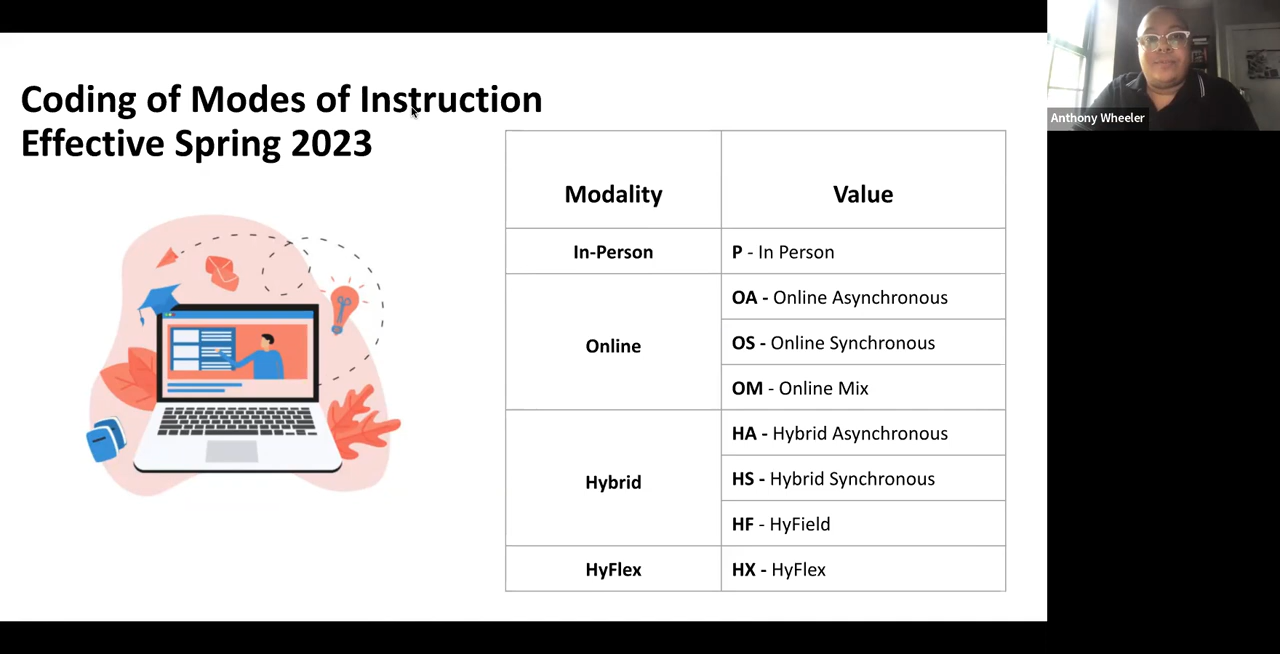 Coding of Modes of Instruction
Effective Spring 2023
Modality
Value
In-Person
P - In Person
Online
OA - Online Asynchronous
OS - Online Synchronous
OM - Online Mix
Hybrid
HA - Hybrid Asynchronous
HS - Hybrid Synchronous
HF - HyField
HyFlex
HX - HyFlex
Anthony Wheeler